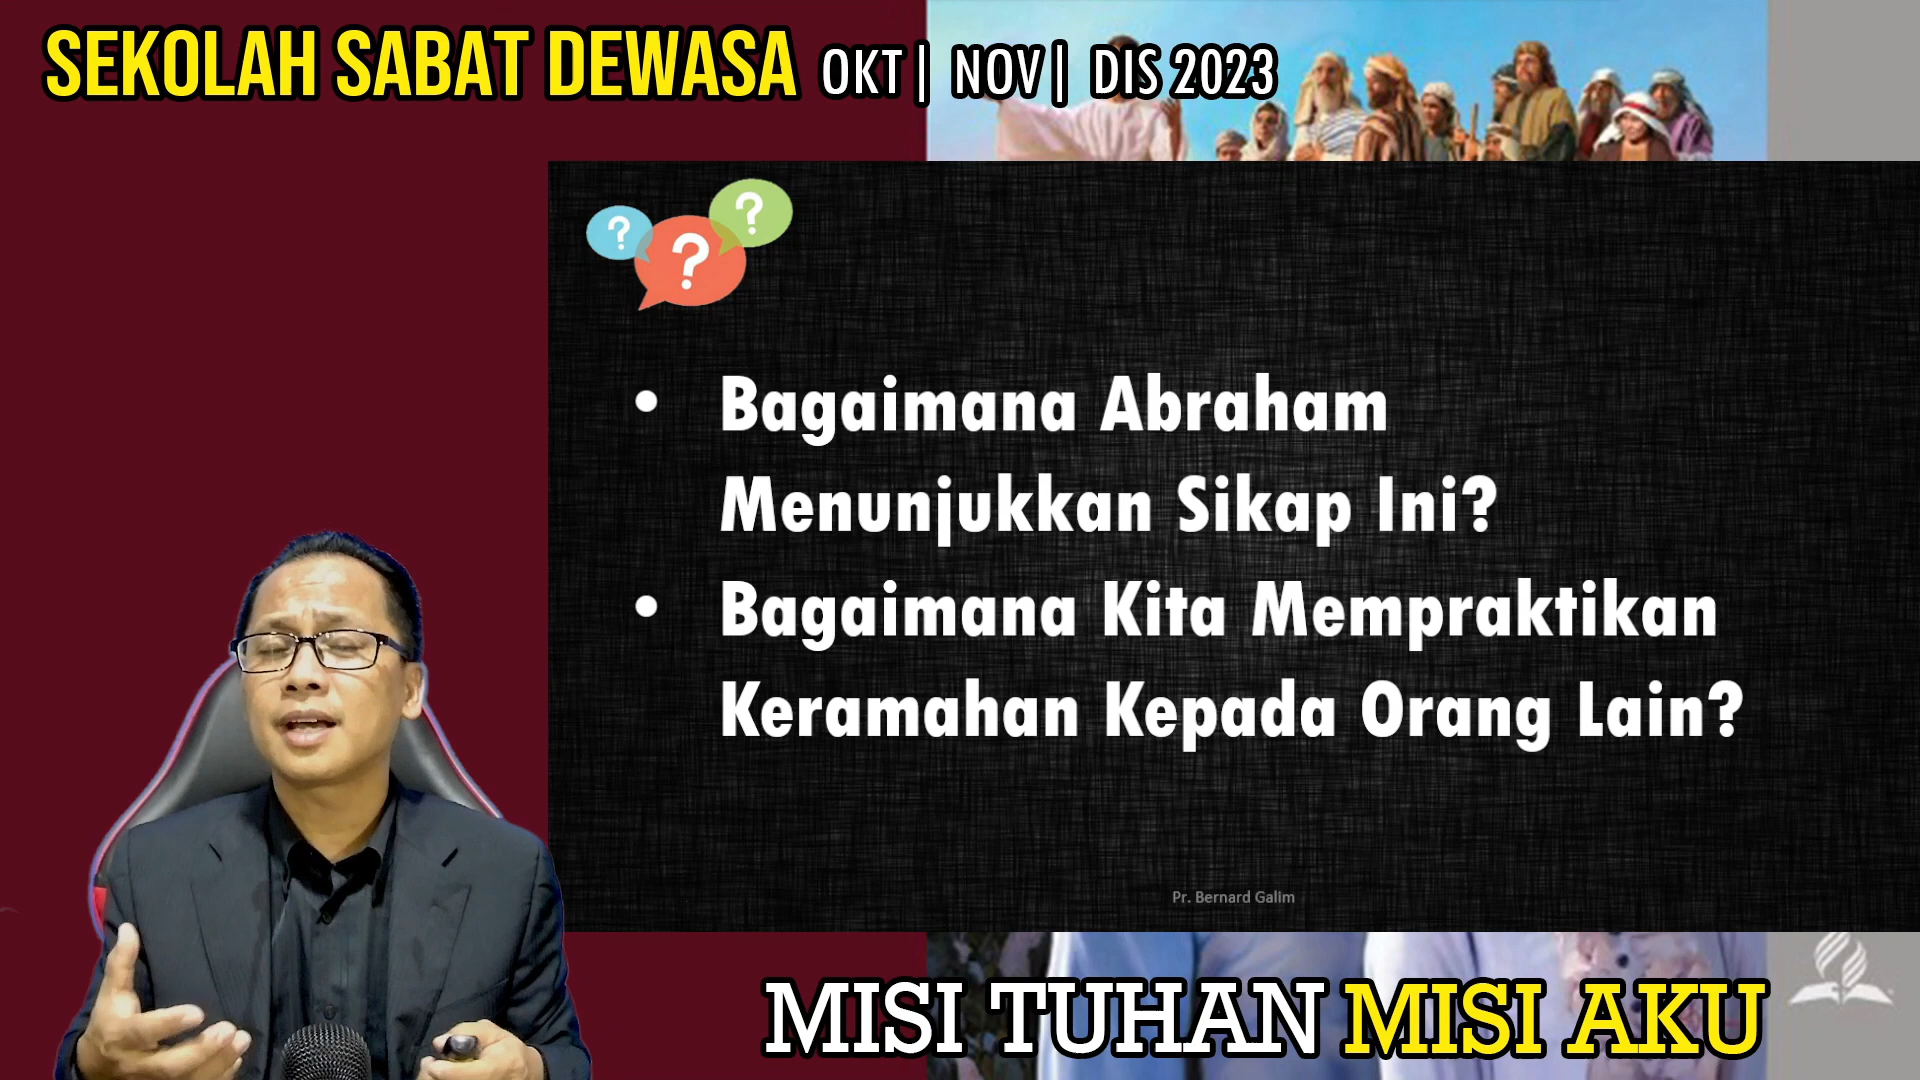 SEKOLAH SABAT DEWASA OKT | NOV | DIS 2023
? ? ?
• Bagaimana Abraham
Menunjukkan Sikap Ini?
• Bagaimana Kita Mempraktikan
Keramahan Kepada Orang Lain?
Pr. Bernard Galim
MISI TUHAN MISI AKU